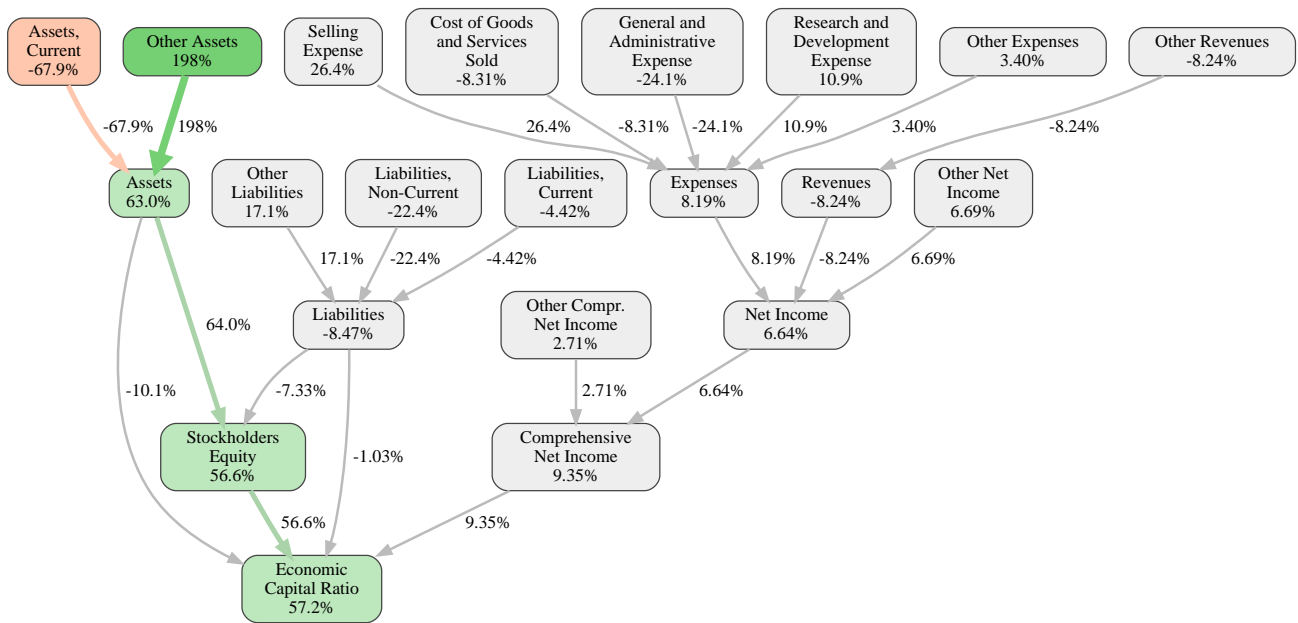 Assets,
Current
-67.9%
Other Assets
198%
Selling
Expense
26.4%
Cost of Goods
and Services
Sold
-8.31%
General and
Administrative
Expense
-24.1%
Research and
Development
Expense
10.9%
Other Expenses
3.40%
Other Revenues
-8.24%
-67.9%
198%
26.4%
-8.31%
-24.1%
10.9%
3.40%
-8.24%
Assets
63.0%
Other
Liabilities
17.1%
Liabilities,
Non-Current
-22.4%
Liabilities,
Current
-4.42%
Expenses
8.19%
Revenues
-8.24%
Other Net
Income
6.69%
17.1%
-22.4%
-4.42%
8.19%
-8.24%
6.69%
64.0%
Liabilities
-8.47%
Other Compr.
Net Income
2.71%
Net Income
6.64%
-10.1%
-7.33%
2.71%
6.64%
Stockholders
Equity
56.6%
-1.03%
Comprehensive
Net Income
9.35%
56.6%
9.35%
Economic
Capital Ratio
57.2%